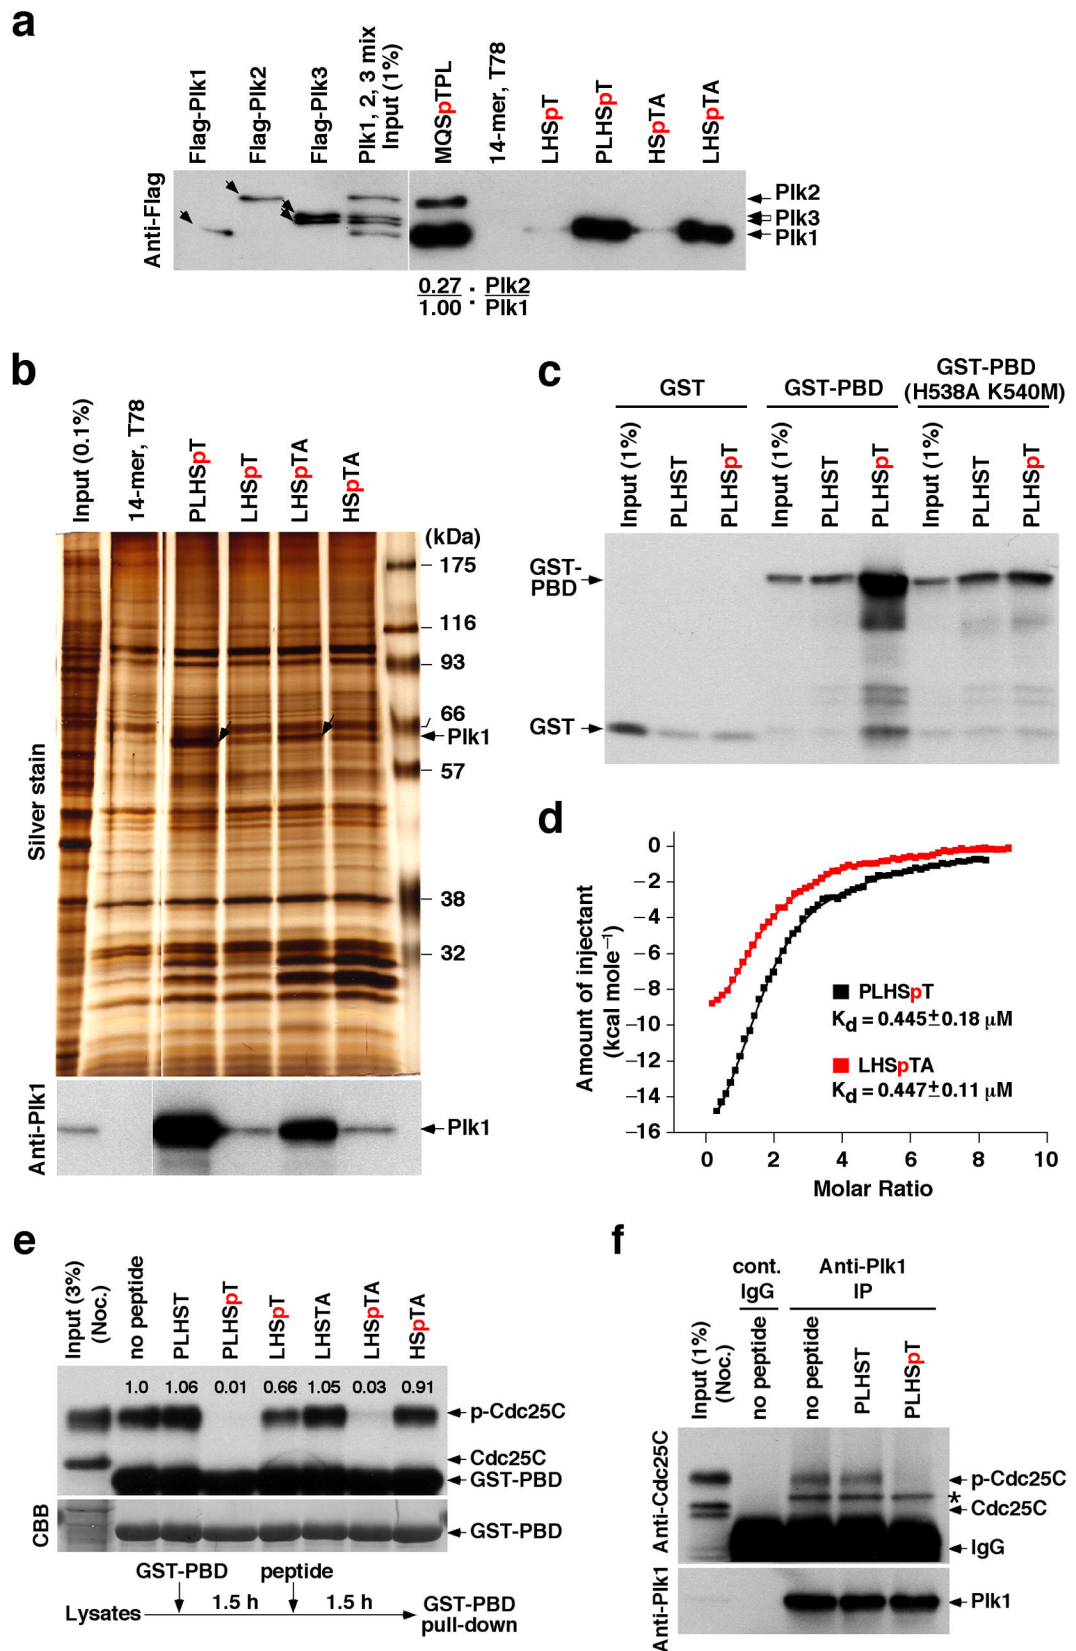 a
Flag-Plk1
Flag-Plk2
Flag-Plk3
Plk1, 2, 3 mix
Input (1%)
MQSpTPL
14-mer, T78
LHSpT
PLHSpT
HSpTA
LHSpTA
Anti-Flag
Plk2
Plk3
Plk1
0.27 : Plk2
1.00 : Plk1
b
Input (0.1%)
14-mer, T78
PLHSpT
LHSpT
LHSpTA
HSpTA
(kDa)
175
116
93
66
Plk1
57
38
32
Silver stain
Anti-Plk1
Plk1
c
GST
GST-PBD
GST-PBD
(H538A K540M)
Input (1%)
PLHST
PLHSpT
Input (1%)
PLHST
PLHSpT
Input (1%)
PLHST
PLHSpT
GST-
PBD
GST
d
0
−2
−4
−6
−8
−10
−12
−14
−16
Amount of injectant
(kcal mole−1)
PLHSpT
Kd = 0.445±0.18 µM
LHSpTA
Kd = 0.447±0.11 µM
0 2 4 6 8 10
Molar Ratio
e
Input (3%)
(Noc.)
no peptide
PLHST
PLHSpT
LHSpT
LHSTA
LHSpTA
HSpTA
1.0 1.06 0.01 0.66 1.05 0.03 0.91
p-Cdc25C
Cdc25C
GST-PBD
CBB
GST-PBD
GST-PBD peptide
Lysates 1.5 h 1.5 h GST-PBD
pull-down
f
cont.
IgG
Anti-Plk1
IP
Input (1%)
(Noc.)
no peptide
no peptide
PLHST
PLHSpT
Anti-Cdc25C
p-Cdc25C
*
Cdc25C
IgG
Anti-Plk1
Plk1